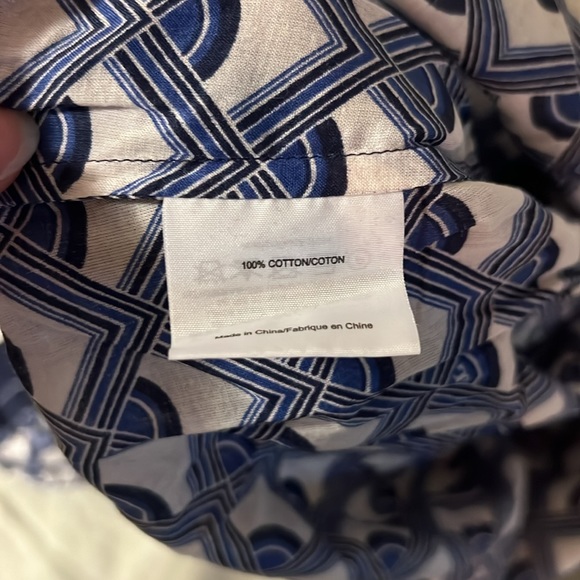 100% COTTON/COTON
Made in China/Fabrique en Chine